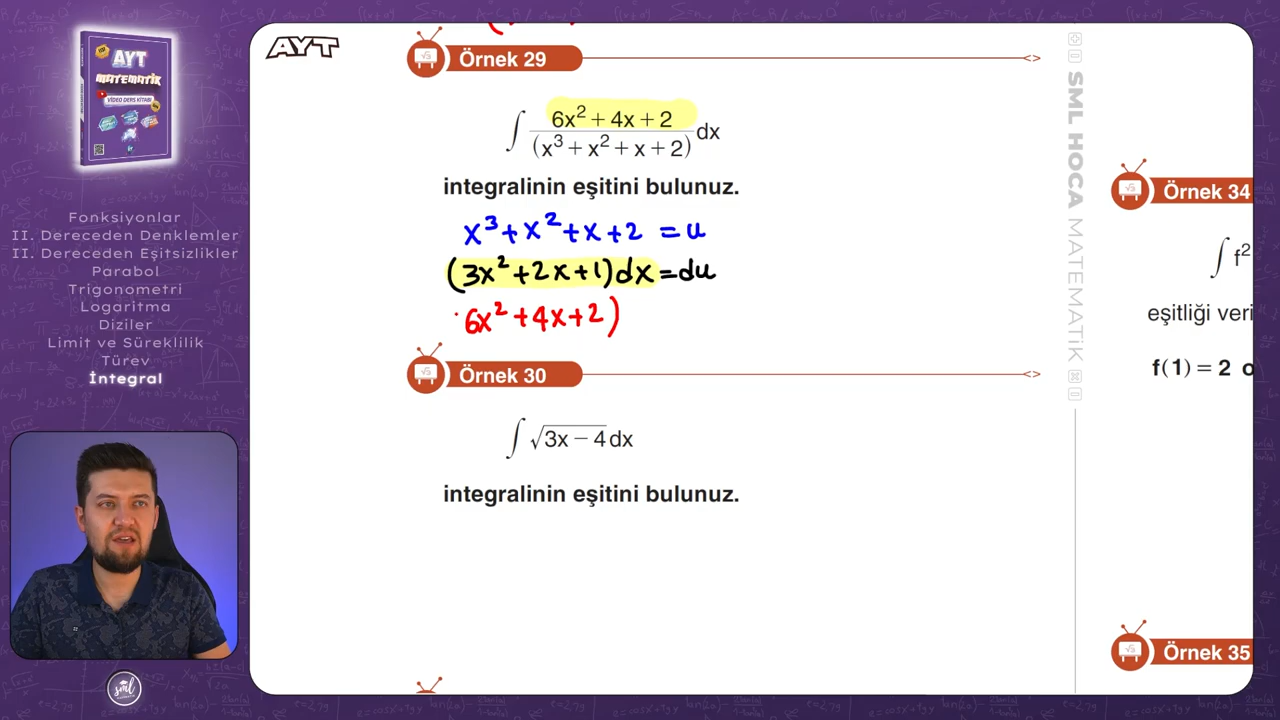 AYT
MATEMATİK
VİDEO DERS KİTABI
Fonksiyonlar
II. Dereceden Denklemler
II. Dereceden Eşitsizlikler
Parabol
Trigonometri
Logaritma
Diziler
Limit ve Süreklilik
Türev
İntegral
sml
AYT
Örnek 29
∫ 6x² + 4x + 2 / (x³ + x² + x + 2) dx
integralinin eşitini bulunuz.
x³+x²+x+2 = u
(3x²+2x+1)dx=du
6x²+4x+2)
Örnek 30
∫ √3x − 4 dx
integralinin eşitini bulunuz.
SML HOCA MATEMATİK
Örnek 34
∫ f²
eşitliği veri
f(1) = 2 o
Örnek 35